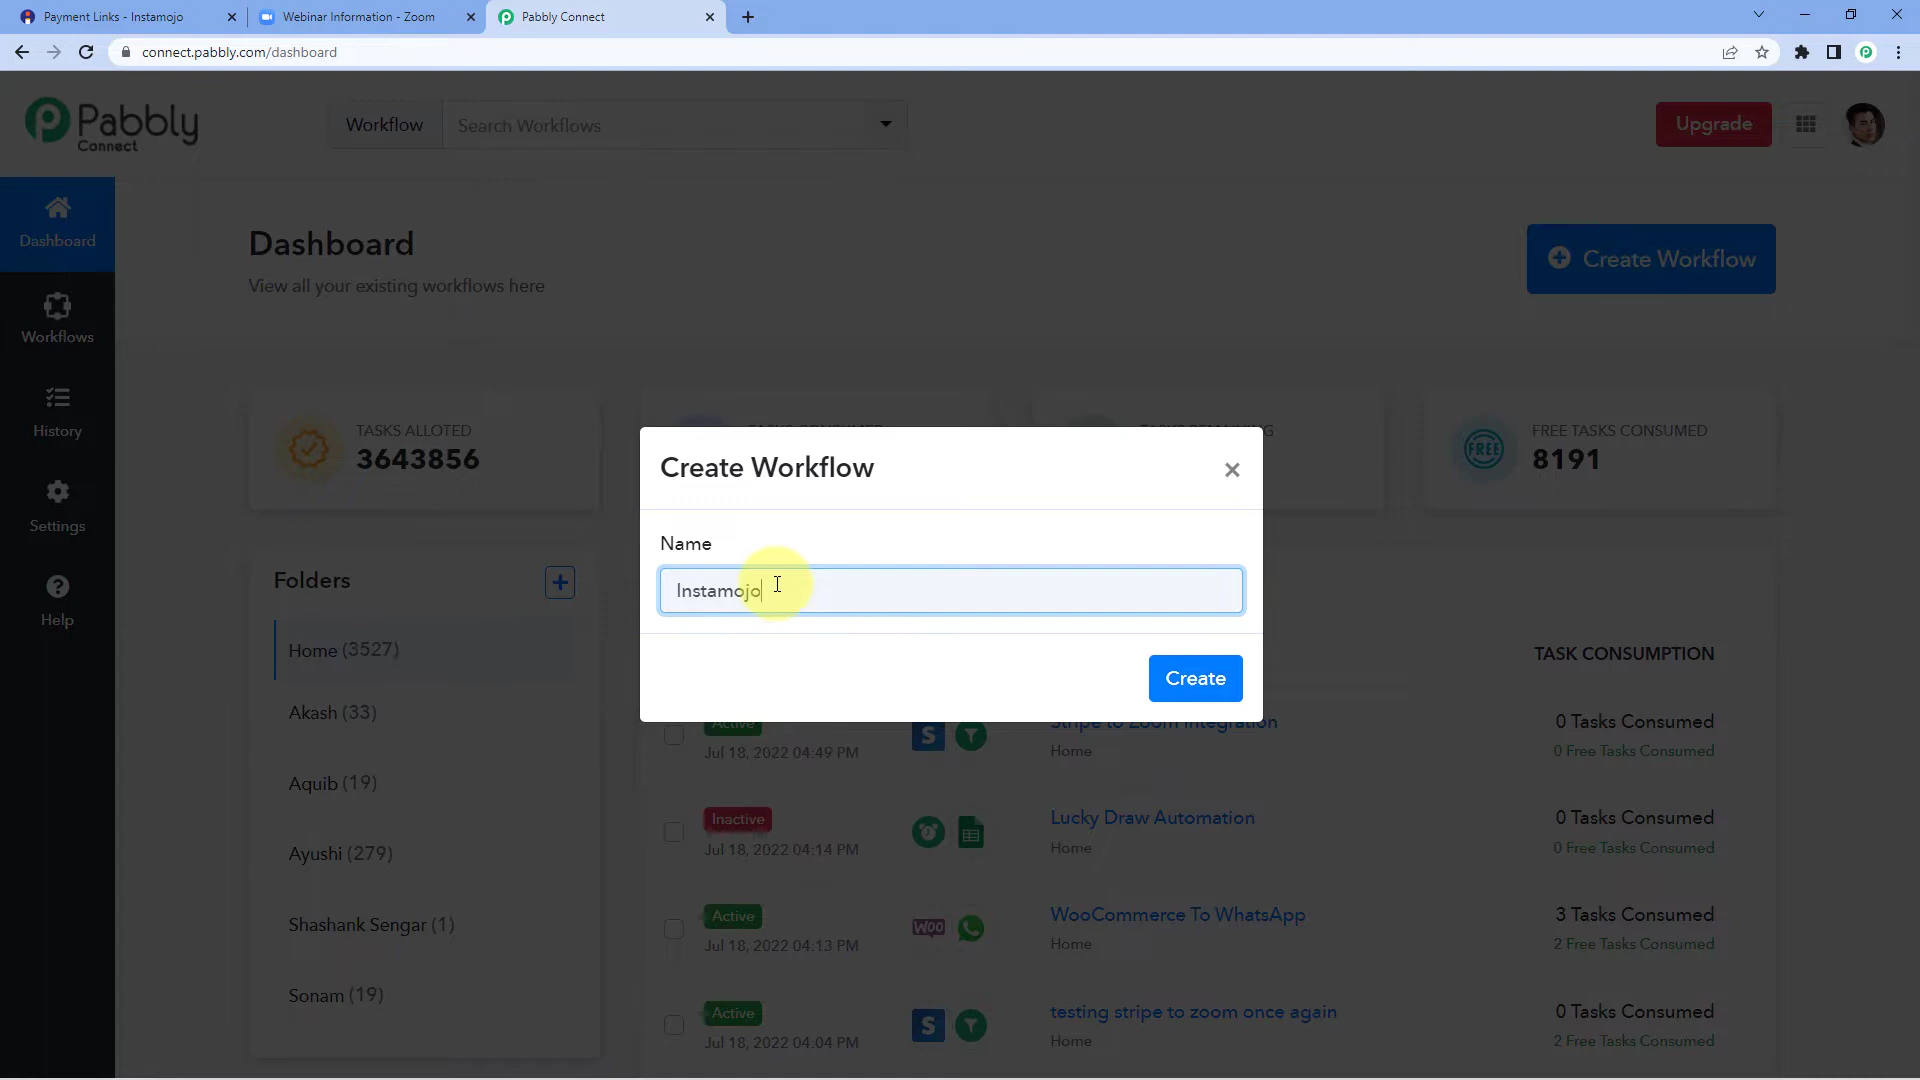 Payment Links - Instamojo
Webinar Information - Zoom
Pabbly Connect
connect.pabbly.com/dashboard
Pabbly
Connect
Workflow
Search Workflows
Upgrade
Dashboard
Workflows
History
Settings
Help
Dashboard
View all your existing workflows here
Create Workflow
TASKS ALLOTED
3643856
FREE
FREE TASKS CONSUMED
8191
Create Workflow
Name
Instamojo
Create
Folders
Home (3527)
Akash (33)
Aquib (19)
Ayushi (279)
Shashank Sengar (1)
Sonam (19)
TASK CONSUMPTION
Active
Jul 18, 2022 04:49 PM
S
Stripe to Zoom Integration
Home
0 Tasks Consumed
0 Free Tasks Consumed
Inactive
Jul 18, 2022 04:14 PM
Lucky Draw Automation
Home
0 Tasks Consumed
0 Free Tasks Consumed
Active
Jul 18, 2022 04:13 PM
Woo
WooCommerce To WhatsApp
Home
3 Tasks Consumed
2 Free Tasks Consumed
Active
Jul 18, 2022 04:04 PM
S
testing stripe to zoom once again
Home
0 Tasks Consumed
2 Free Tasks Consumed